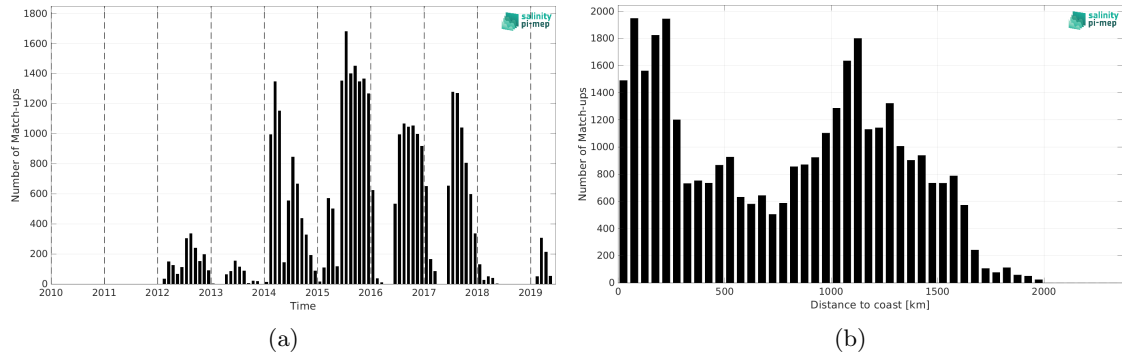 1800
1600
1400
1200
1000
800
600
400
200
0
Number of Match-ups
2010 2011 2012 2013 2014 2015 2016 2017 2018 2019
Time
salinity
pi-mep
(a)
2000
1800
1600
1400
1200
1000
800
600
400
200
0
Number of Match-ups
0 500 1000 1500 2000
Distance to coast [km]
salinity
pi-mep
(b)